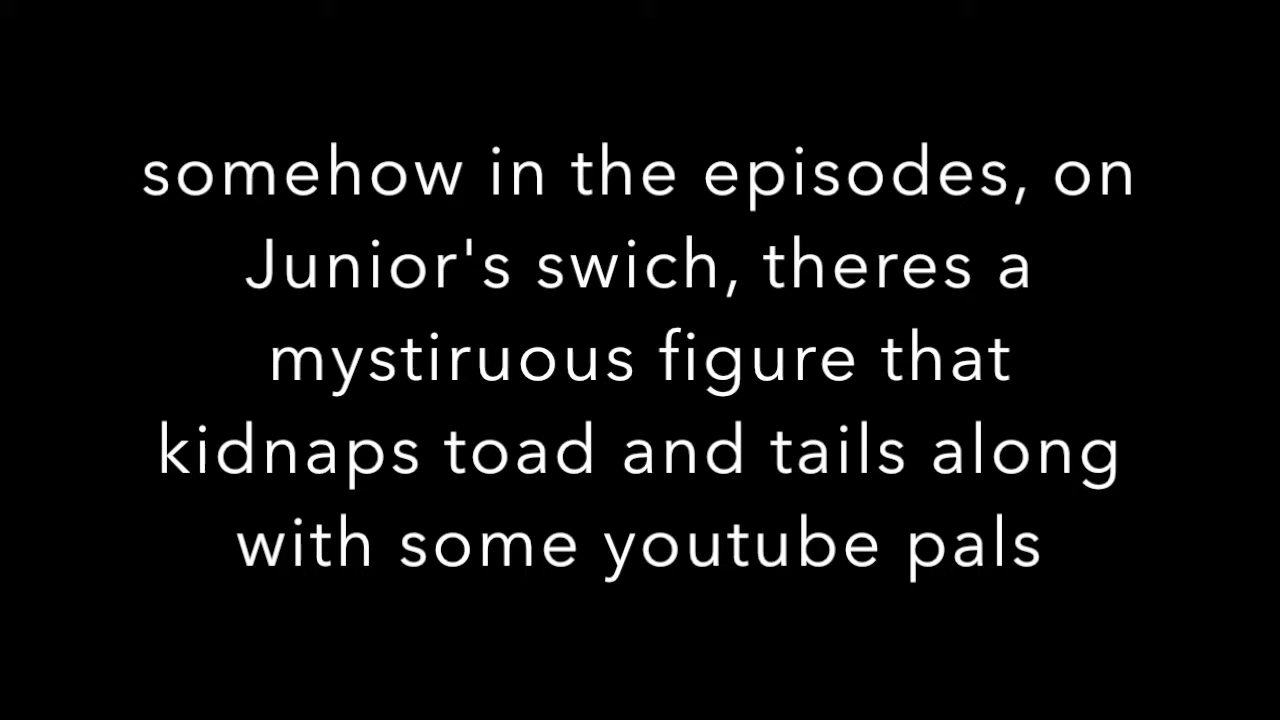 somehow in the episodes, on
Junior's swich, theres a
mystiruous figure that
kidnaps toad and tails along
with some youtube pals